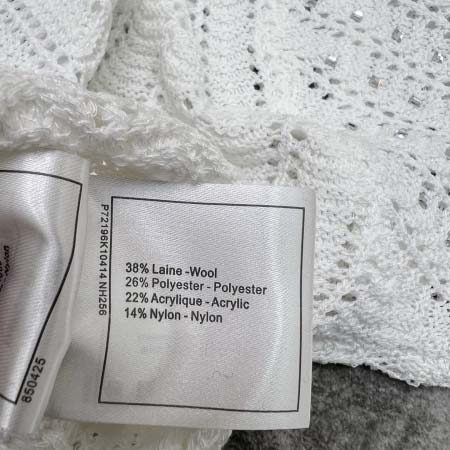 P72196K10414 NH256
38% Laine -Wool
26% Polyester - Polyester
22% Acrylique - Acrylic
14% Nylon - Nylon
850425